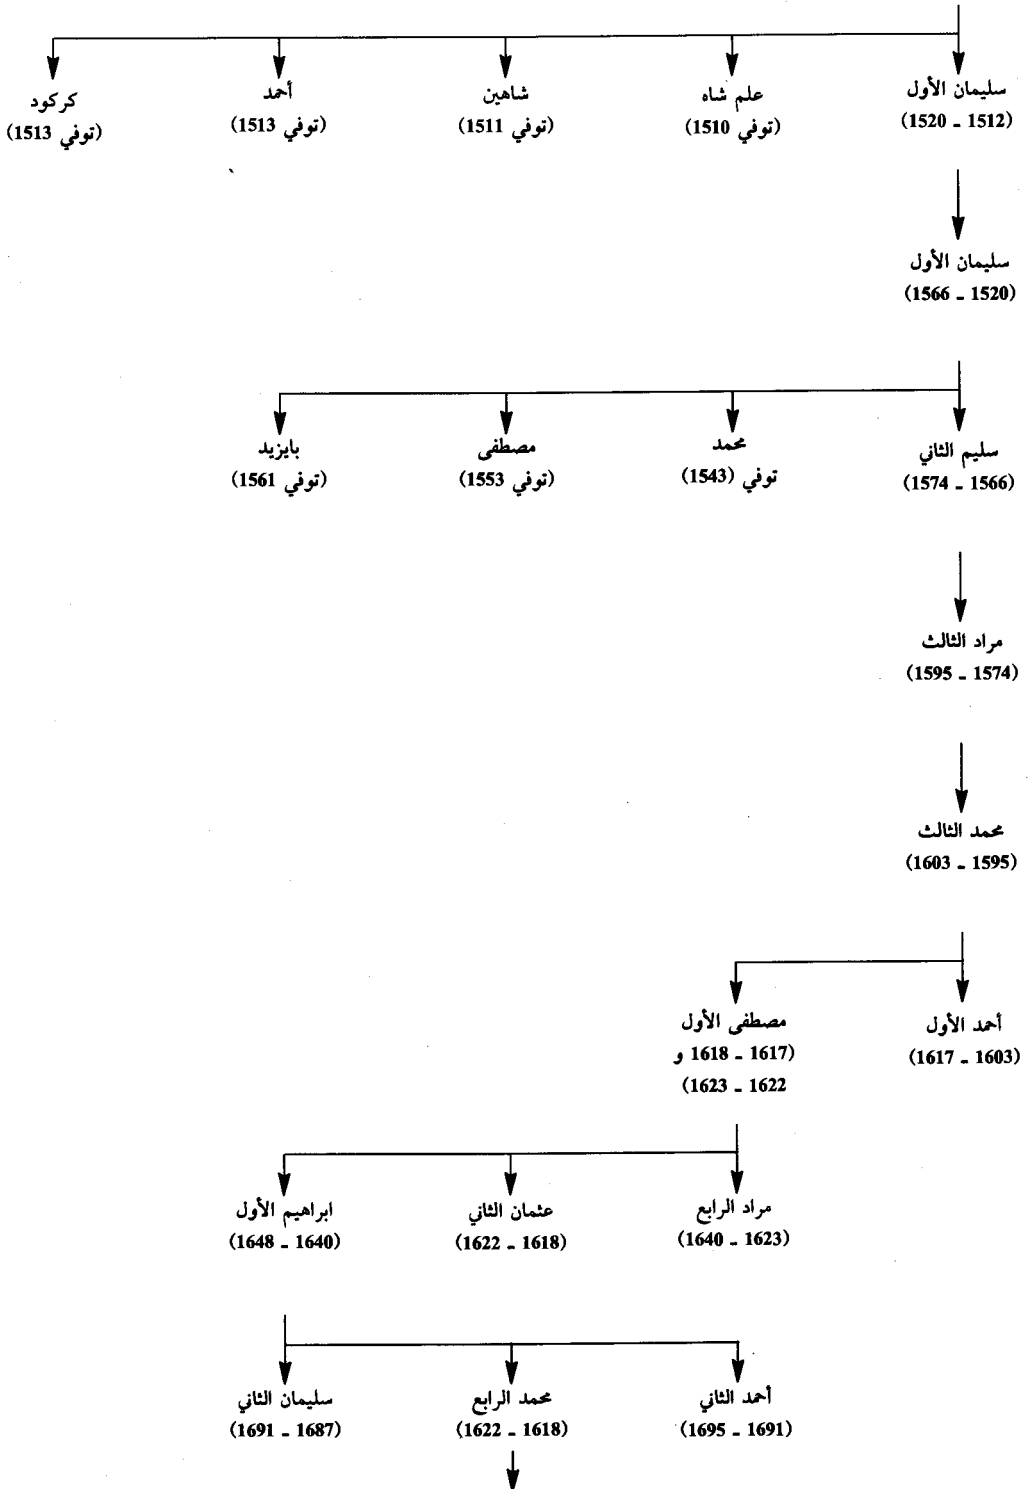 سليمان الأول
(1512 ـ 1520)
علم شاه
(توفي 1510)
شاهين
(توفي 1511)
أحمد
(توفي 1513)
كركود
(توفي 1513)
سليمان الأول
(1520 ـ 1566)
سليم الثاني
(1566 ـ 1574)
محمد
توفي (1543)
مصطفى
(توفي 1553)
بايزيد
(توفي 1561)
مراد الثالث
(1574 ـ 1595)
محمد الثالث
(1595 ـ 1603)
أحمد الأول
(1603 ـ 1617)
مصطفى الأول
(1617 ـ 1618 و
1622 ـ 1623)
مراد الرابع
(1623 ـ 1640)
عثمان الثاني
(1618 ـ 1622)
ابراهيم الأول
(1640 ـ 1648)
أحمد الثاني
(1691 ـ 1695)
محمد الرابع
(1618 ـ 1622)
سليمان الثاني
(1687 ـ 1691)